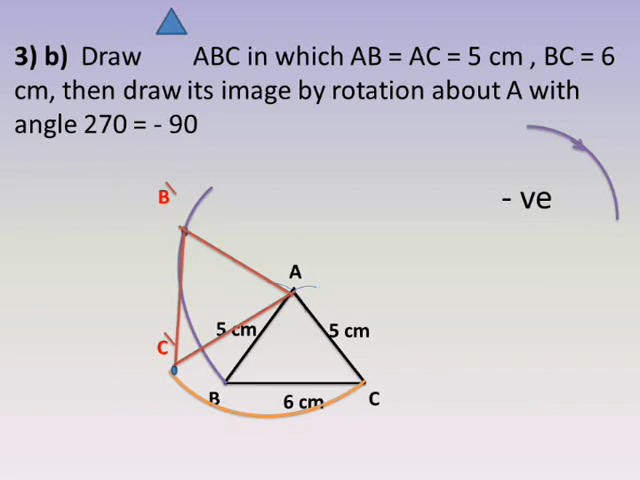 3) b) Draw ABC in which AB = AC = 5 cm , BC = 6
cm, then draw its image by rotation about A with
angle 270 = - 90
- ve
B\
A
5 cm
5 cm
C\
B
6 cm
C